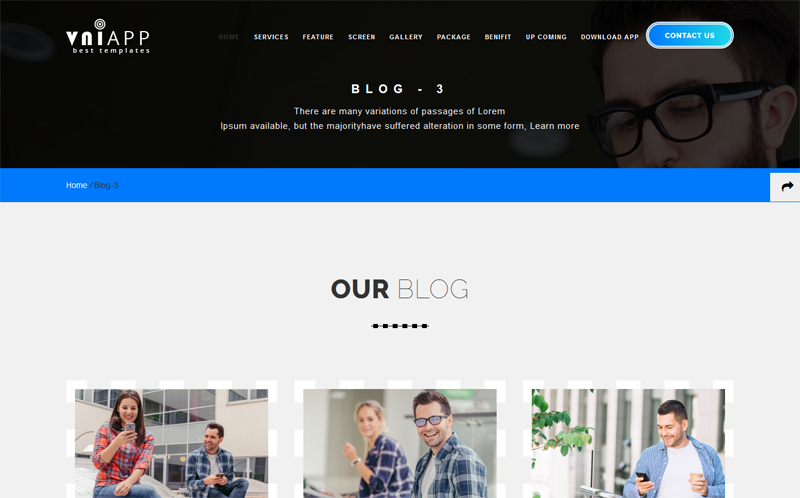 vniAPP
best templates
HOME SERVICES FEATURE SCREEN GALLERY PACKAGE BENIFIT UP COMING DOWNLOAD APP CONTACT US
BLOG - 3
There are many variations of passages of Lorem
Ipsum available, but the majorityhave suffered alteration in some form, Learn more
Home / Blog-3
OUR BLOG